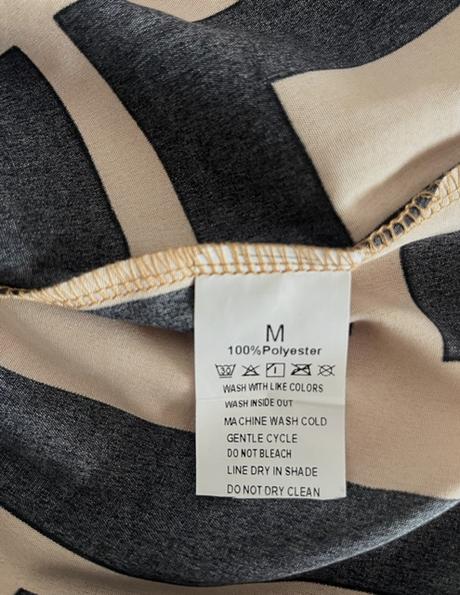 M
100%Polyester
WASH WITH LIKE COLORS
WASH INSIDE OUT
MACHINE WASH COLD
GENTLE CYCLE
DO NOT BLEACH
LINE DRY IN SHADE
DO NOT DRY CLEAN